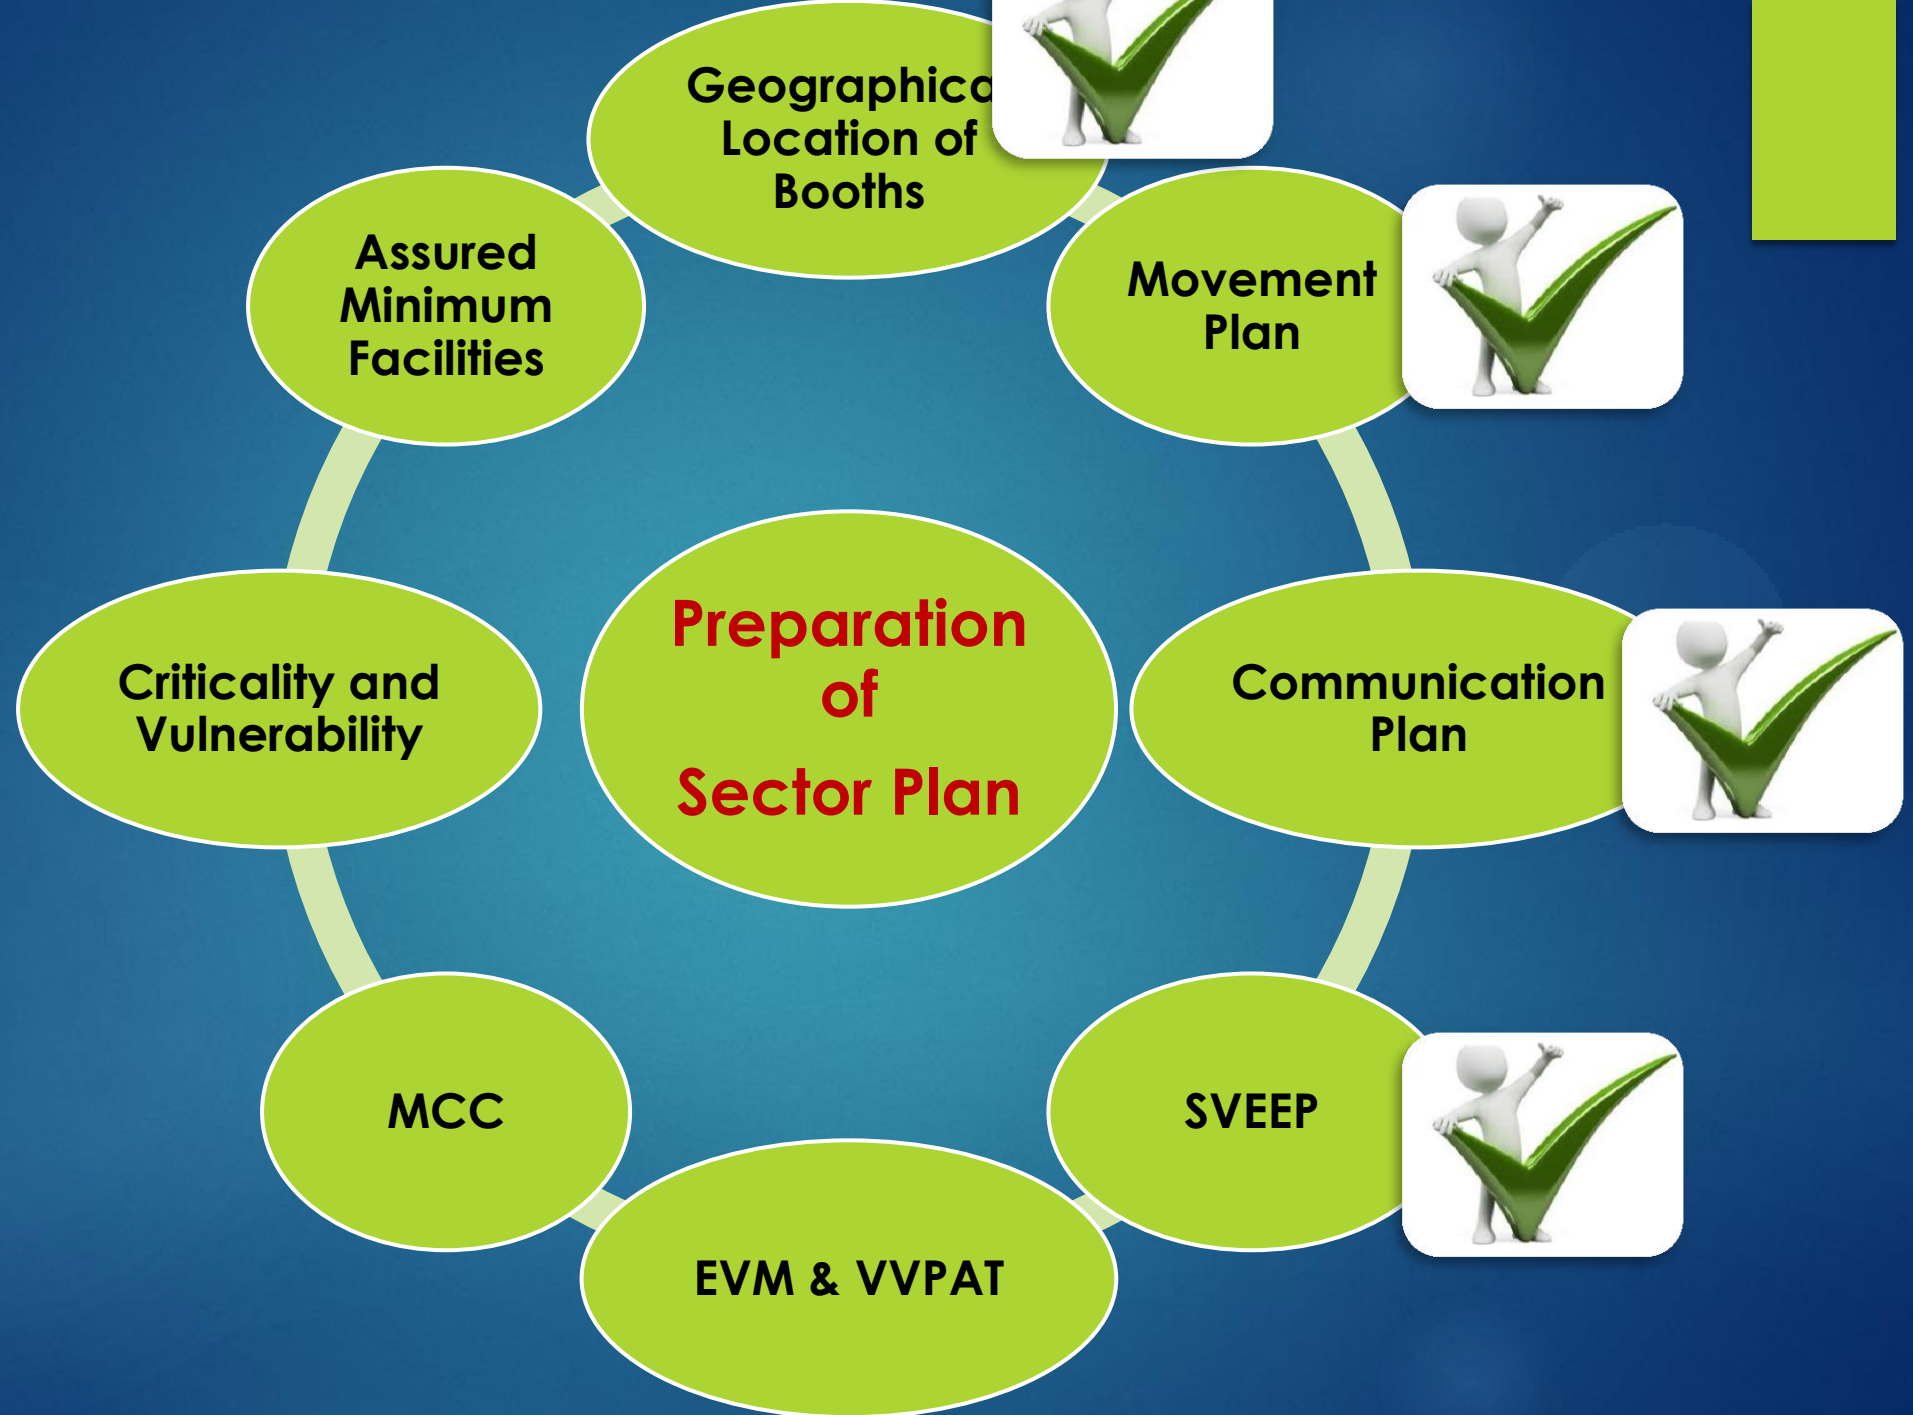 Geographica
Location of
Booths
Movement
Plan
Communication
Plan
SVEEP
EVM & VVPAT
MCC
Criticality and
Vulnerability
Assured
Minimum
Facilities
Preparation
of
Sector Plan